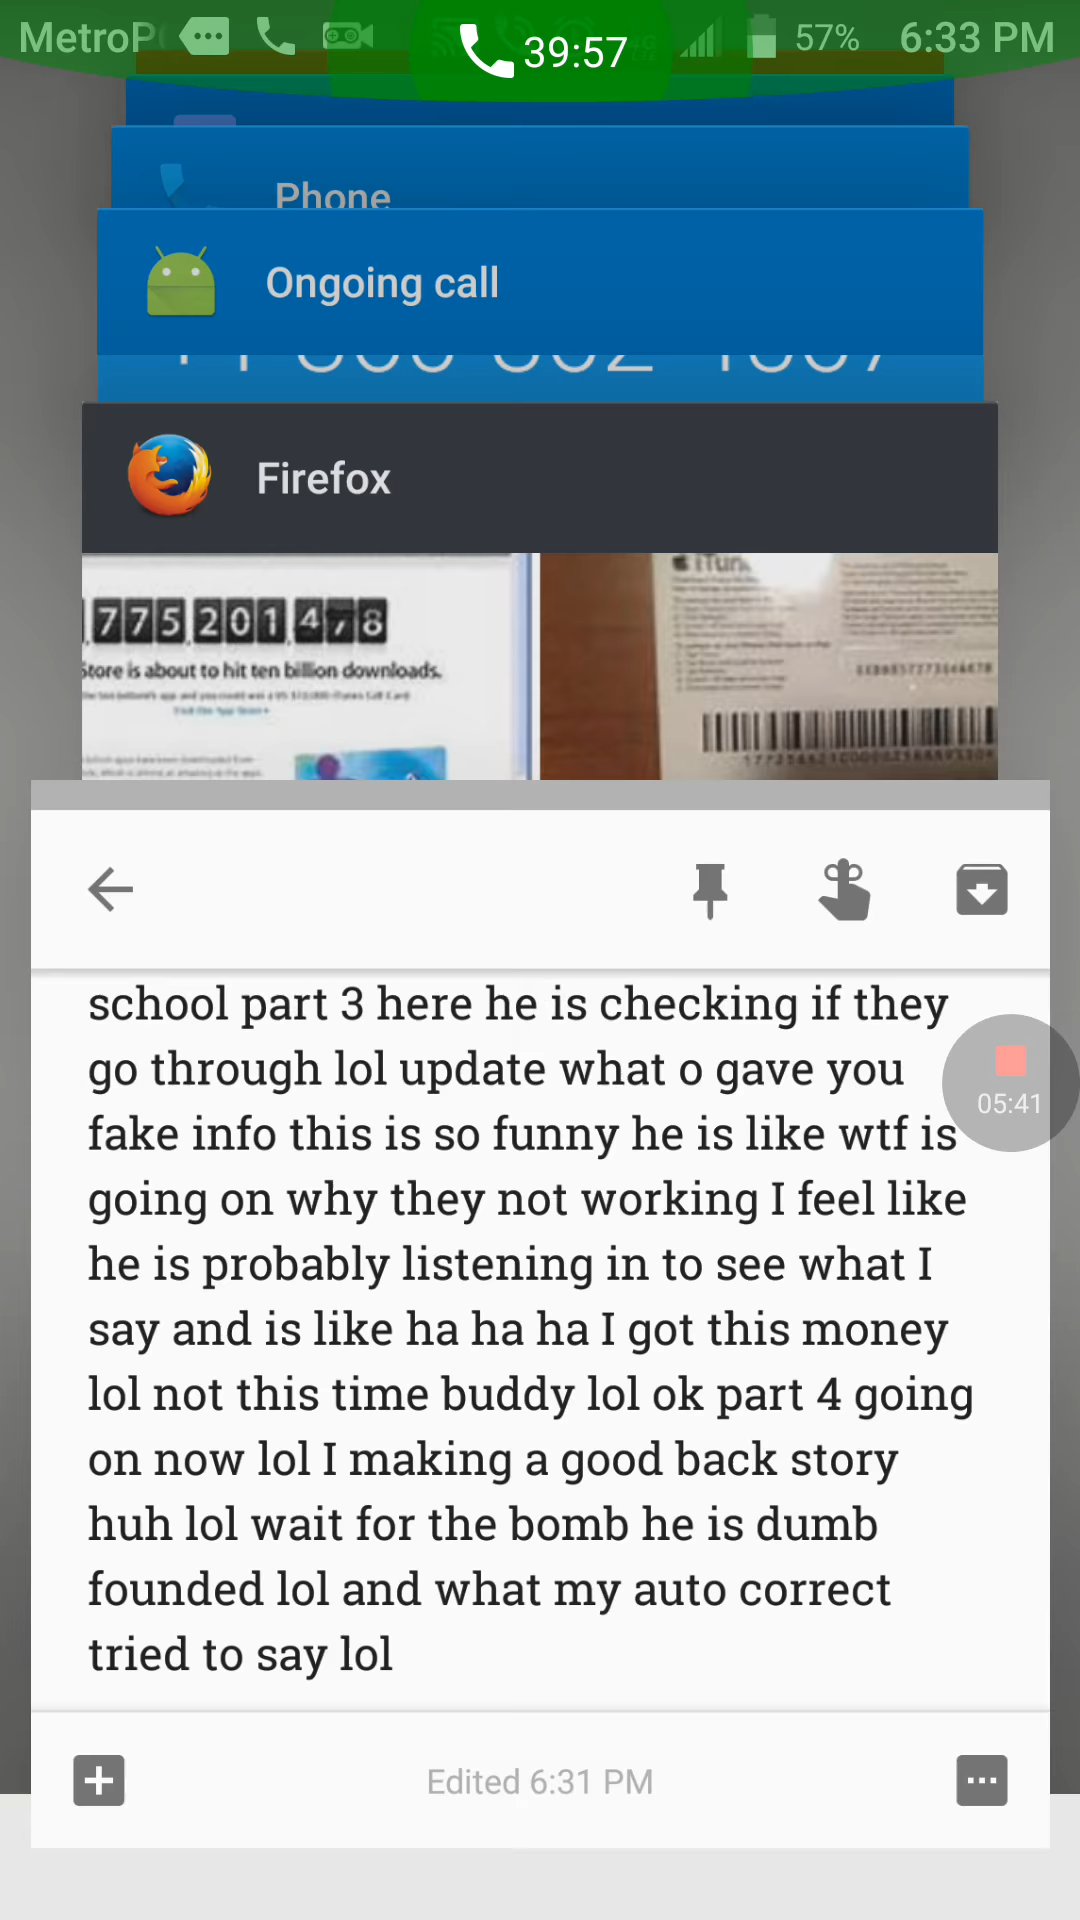 39:57
57%
6:33 PM
Phone
Ongoing call
Firefox
775,201,478
Store is about to hit ten billion downloads.
school part 3 here he is checking if they
go through lol update what o gave you
fake info this is so funny he is like wtf is
going on why they not working I feel like
he is probably listening in to see what I
say and is like ha ha ha I got this money
lol not this time buddy lol ok part 4 going
on now lol I making a good back story
huh lol wait for the bomb he is dumb
founded lol and what my auto correct
tried to say lol
05:41
Edited 6:31 PM